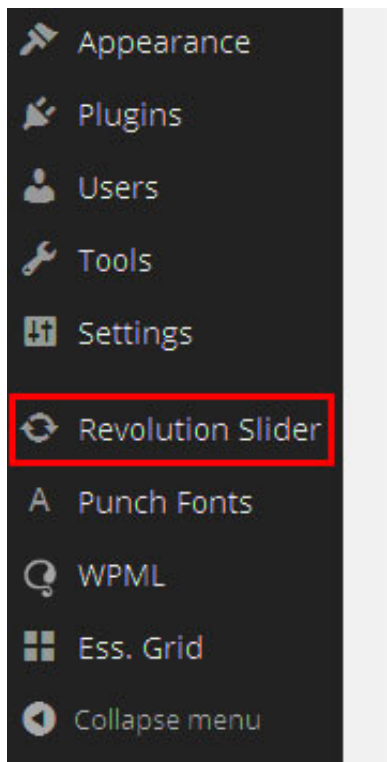 Appearance
Plugins
Users
Tools
Settings
Revolution Slider
A Punch Fonts
WPML
Ess. Grid
Collapse menu